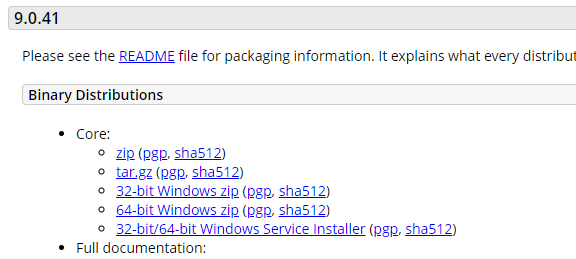 9.0.41
Please see the README file for packaging information. It explains what every
Binary Distributions
Core:
zip (pgp, sha512)
tar.gz (pgp, sha512)
32-bit Windows zip (pgp, sha512)
64-bit Windows zip (pgp, sha512)
32-bit/64-bit Windows Service Installer (pgp, sha512)
Full documentation: